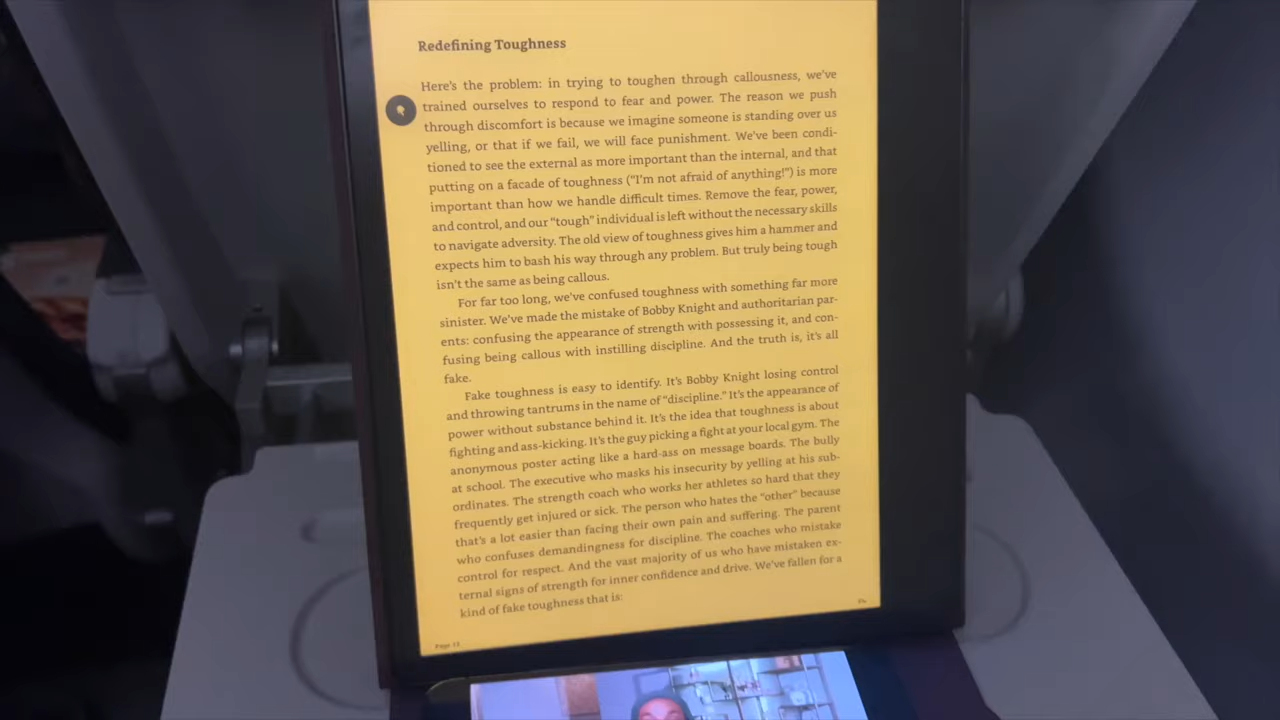 Redefining Toughness
Here's the problem: in trying to toughen through callousness, we've
trained ourselves to respond to fear and power. The reason we push
through discomfort is because we imagine someone is standing over us
yelling, or that if we fail, we will face punishment. We've been condi-
tioned to see the external as more important than the internal, and that
putting on a facade of toughness ("I'm not afraid of anything!") is more
important than how we handle difficult times. Remove the fear, power,
and control, and our "tough" individual is left without the necessary skills
to navigate adversity. The old view of toughness gives him a hammer and
expects him to bash his way through any problem. But truly being tough
isn't the same as being callous.
For far too long, we've confused toughness with something far more
sinister. We've made the mistake of Bobby Knight and authoritarian par-
ents: confusing the appearance of strength with possessing it, and con-
fusing being callous with instilling discipline. And the truth is, it's all
fake.
Fake toughness is easy to identify. It's Bobby Knight losing control
and throwing tantrums in the name of "discipline." It's the appearance of
power without substance behind it. It's the idea that toughness is about
fighting and ass-kicking. It's the guy picking a fight at your local gym. The
anonymous poster acting like a hard-ass on message boards. The bully
at school. The executive who masks his insecurity by yelling at his sub-
ordinates. The strength coach who works her athletes so hard that they
frequently get injured or sick. The person who hates the "other" because
that's a lot easier than facing their own pain and suffering. The parent
who confuses demandingness for discipline. The coaches who mistake
control for respect. And the vast majority of us who have mistaken ex-
ternal signs of strength for inner confidence and drive. We've fallen for a
kind of fake toughness that is:
Page 13